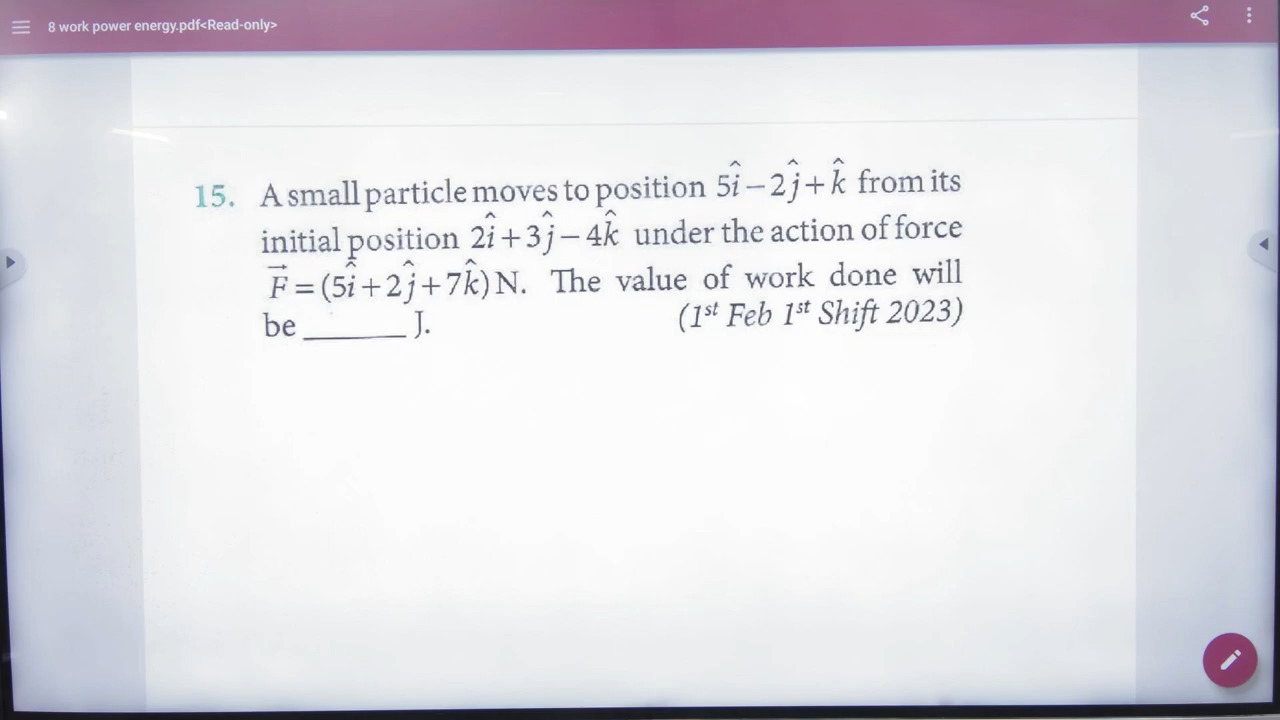 8 work power energy.pdf<Read-only>
15. A small particle moves to position 5î − 2ĵ + k̂ from its
initial position 2î + 3ĵ − 4k̂ under the action of force
F⃗ = (5î + 2ĵ + 7k̂) N. The value of work done will
be ______ J. (1st Feb 1st Shift 2023)